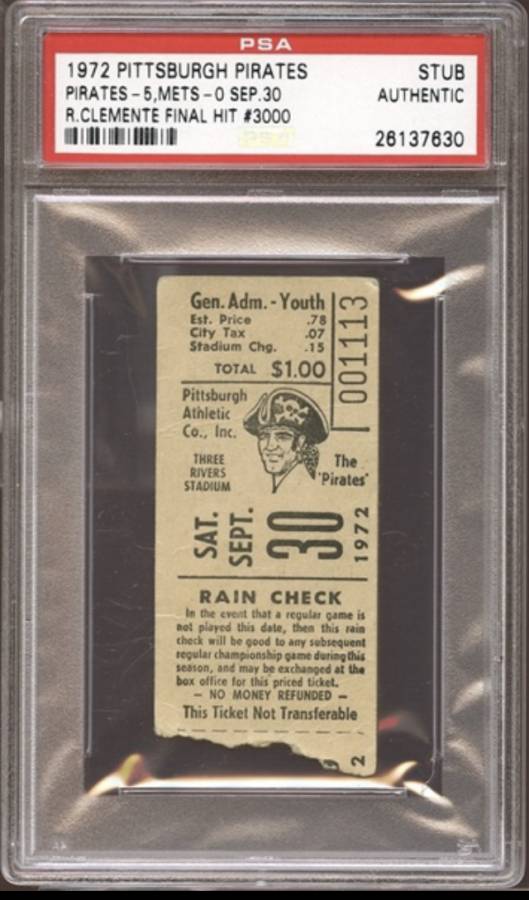 PSA
1972 PITTSBURGH PIRATES STUB
PIRATES-5,METS-0 SEP.30 AUTHENTIC
R.CLEMENTE FINAL HIT #3000
PSA 26137630
Gen. Adm. - Youth
Est. Price .78
City Tax .07
Stadium Chg. .15
TOTAL $1.00
001113
Pittsburgh
Athletic
Co., Inc.
THREE
RIVERS
STADIUM
The
'Pirates'
SAT.
SEPT.
30
1972
RAIN CHECK
In the event that a regular game is
not played this date, then this rain
check will be good to any subsequent
regular championship game during this
season, and may be exchanged at the
box office for this priced ticket.
- NO MONEY REFUNDED -
This Ticket Not Transferable
2